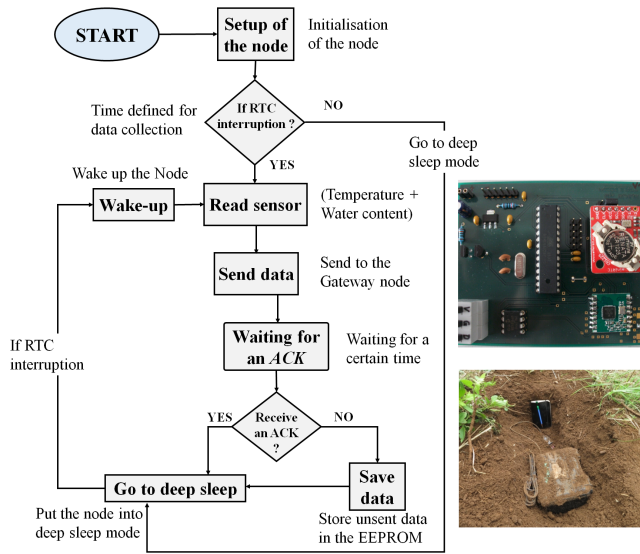 START
Setup of
the node
Initialisation
of the node
If RTC
interruption ?
Time defined for
data collection
NO
YES
Go to deep
sleep mode
Wake up the Node
Wake-up
Read sensor
(Temperature +
Water content)
Send data
Send to the
Gateway node
Waiting for
an ACK
Waiting for a
certain time
If RTC
interruption
YES
Receive
an ACK
?
NO
Go to deep sleep
Save
data
Put the node into
deep sleep mode
Store unsent data
in the EEPROM